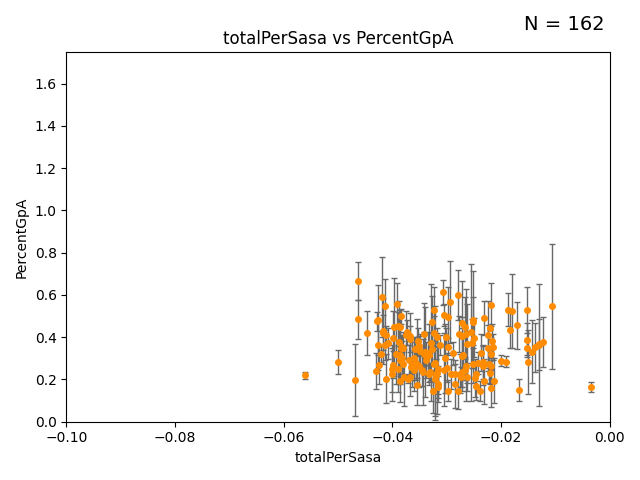 N = 162
totalPerSasa vs PercentGpA
PercentGpA
1.6
1.4
1.2
1.0
0.8
0.6
0.4
0.2
0.0
−0.10 −0.08 −0.06 −0.04 −0.02 0.00
totalPerSasa